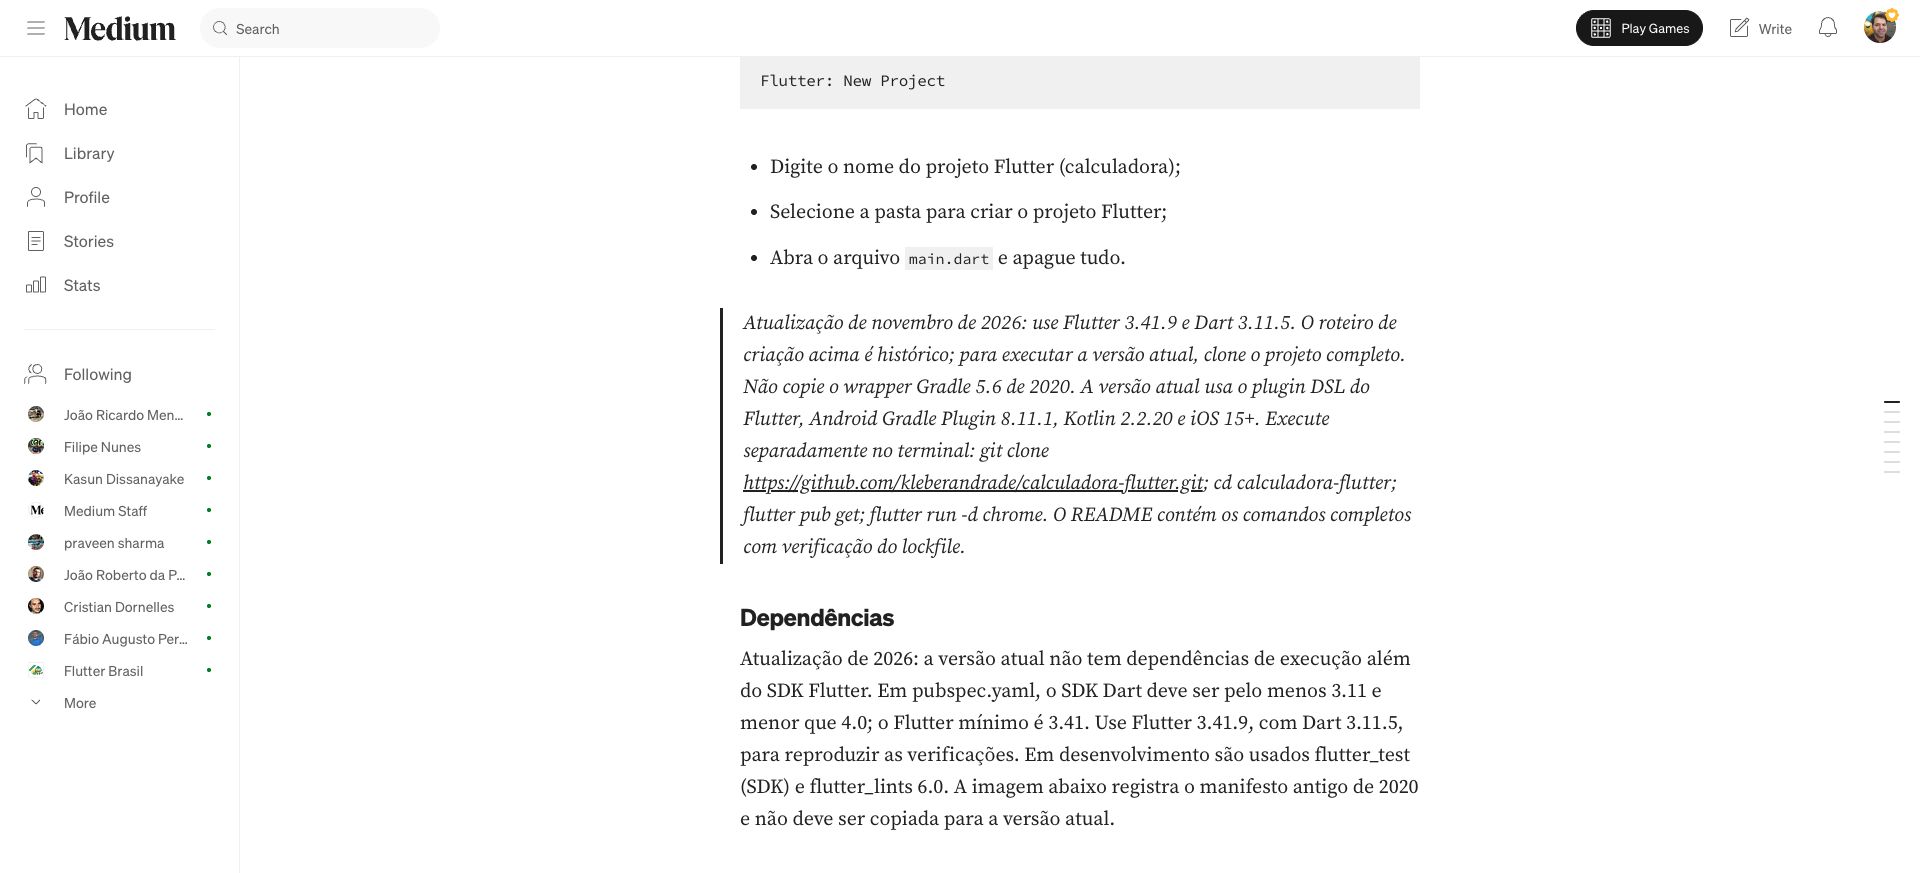 Medium
Search
Play Games
Write
Home
Library
Profile
Stories
Stats
Following
João Ricardo Men...
Filipe Nunes
Kasun Dissanayake
Medium Staff
praveen sharma
João Roberto da P...
Cristian Dornelles
Fábio Augusto Per...
Flutter Brasil
More
Flutter: New Project
Digite o nome do projeto Flutter (calculadora);
Selecione a pasta para criar o projeto Flutter;
Abra o arquivo main.dart e apague tudo.
Atualização de novembro de 2026: use Flutter 3.41.9 e Dart 3.11.5. O roteiro de
criação acima é histórico; para executar a versão atual, clone o projeto completo.
Não copie o wrapper Gradle 5.6 de 2020. A versão atual usa o plugin DSL do
Flutter, Android Gradle Plugin 8.11.1, Kotlin 2.2.20 e iOS 15+. Execute
separadamente no terminal: git clone
https://github.com/kleberandrade/calculadora-flutter.git; cd calculadora-flutter;
flutter pub get; flutter run -d chrome. O README contém os comandos completos
com verificação do lockfile.
Dependências
Atualização de 2026: a versão atual não tem dependências de execução além
do SDK Flutter. Em pubspec.yaml, o SDK Dart deve ser pelo menos 3.11 e
menor que 4.0; o Flutter mínimo é 3.41. Use Flutter 3.41.9, com Dart 3.11.5,
para reproduzir as verificações. Em desenvolvimento são usados flutter_test
(SDK) e flutter_lints 6.0. A imagem abaixo registra o manifesto antigo de 2020
e não deve ser copiada para a versão atual.